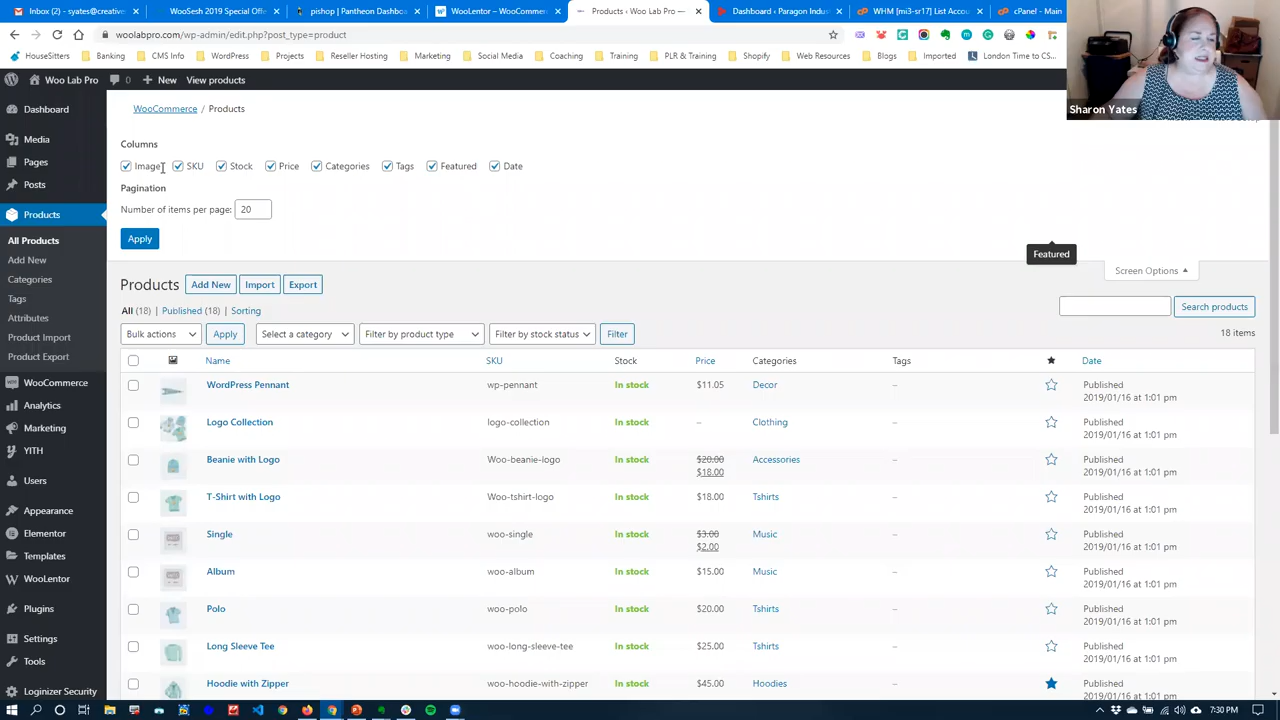 Inbox (2) - syates@creative
WooSesh 2019 Special Offe
pishop | Pantheon Dashboa
WooLentor – WooCommerc
Products ‹ Woo Lab Pro —
Dashboard ‹ Paragon Indus
WHM [mi3-sr17] List Accou
cPanel - Main
woolabpro.com/wp-admin/edit.php?post_type=product
HouseSitters
Banking
CMS Info
WordPress
Projects
Reseller Hosting
Marketing
Social Media
Coaching
Training
PLR & Training
Shopify
Web Resources
Blogs
Imported
London Time to CS...
Woo Lab Pro
0
New
View products
Sharon Yates
Dashboard
Media
Pages
Posts
Products
All Products
Add New
Categories
Tags
Attributes
Product Import
Product Export
WooCommerce
Analytics
Marketing
YITH
Users
Appearance
Elementor
Templates
WooLentor
Plugins
Settings
Tools
Loginizer Security
WooCommerce / Products
Columns
Image SKU Stock Price Categories Tags Featured Date
Pagination
Number of items per page: 20
Apply
Featured
Screen Options
Products Add New Import Export
All (18) | Published (18) | Sorting
Search products
Bulk actions Apply Select a category Filter by product type Filter by stock status Filter
18 items
Name SKU Stock Price Categories Tags Date
WordPress Pennant wp-pennant In stock $11.05 Decor – Published
2019/01/16 at 1:01 pm
Logo Collection logo-collection In stock – Clothing – Published
2019/01/16 at 1:01 pm
Beanie with Logo Woo-beanie-logo In stock $20.00 Accessories – Published
$18.00 2019/01/16 at 1:01 pm
T-Shirt with Logo Woo-tshirt-logo In stock $18.00 Tshirts – Published
2019/01/16 at 1:01 pm
Single woo-single In stock $3.00 Music – Published
$2.00 2019/01/16 at 1:01 pm
Album woo-album In stock $15.00 Music – Published
2019/01/16 at 1:01 pm
Polo woo-polo In stock $20.00 Tshirts – Published
2019/01/16 at 1:01 pm
Long Sleeve Tee woo-long-sleeve-tee In stock $25.00 Tshirts – Published
2019/01/16 at 1:01 pm
Hoodie with Zipper woo-hoodie-with-zipper In stock $45.00 Hoodies – Published
2019/01/16 at 1:01 pm
7:30 PM